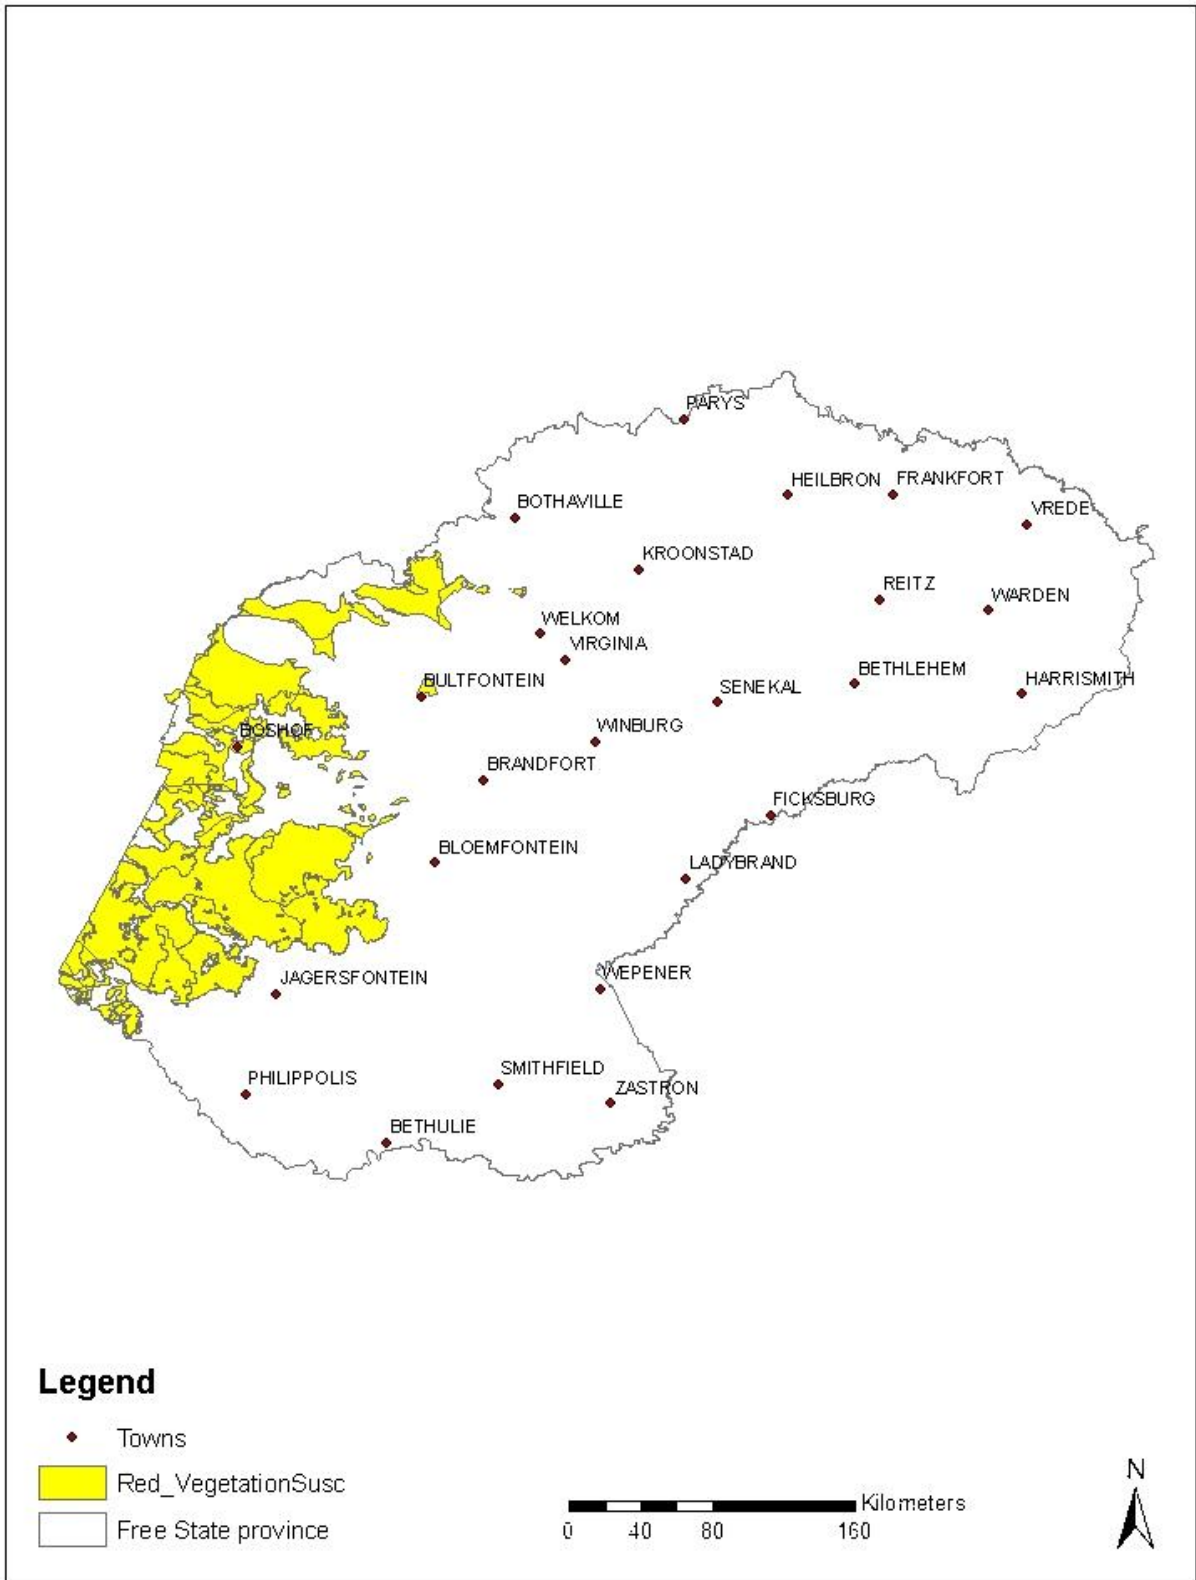 PARYS
HEILBRON
FRANKFORT
BOTHAVILLE
VREDE
KROONSTAD
REITZ
WARDEN
WELKOM
VIRGINIA
BETHLEHEM
HARRISMITH
BULTFONTEIN
SENEKAL
WINBURG
BOSHOF
BRANDFORT
FICKSBURG
BLOEMFONTEIN
LADYBRAND
WEPENER
JAGERSFONTEIN
SMITHFIELD
PHILIPPOLIS
ZASTRON
BETHULIE
Legend
Towns
Red_VegetationSusc
Free State province
Kilometers
0 40 80 160
N